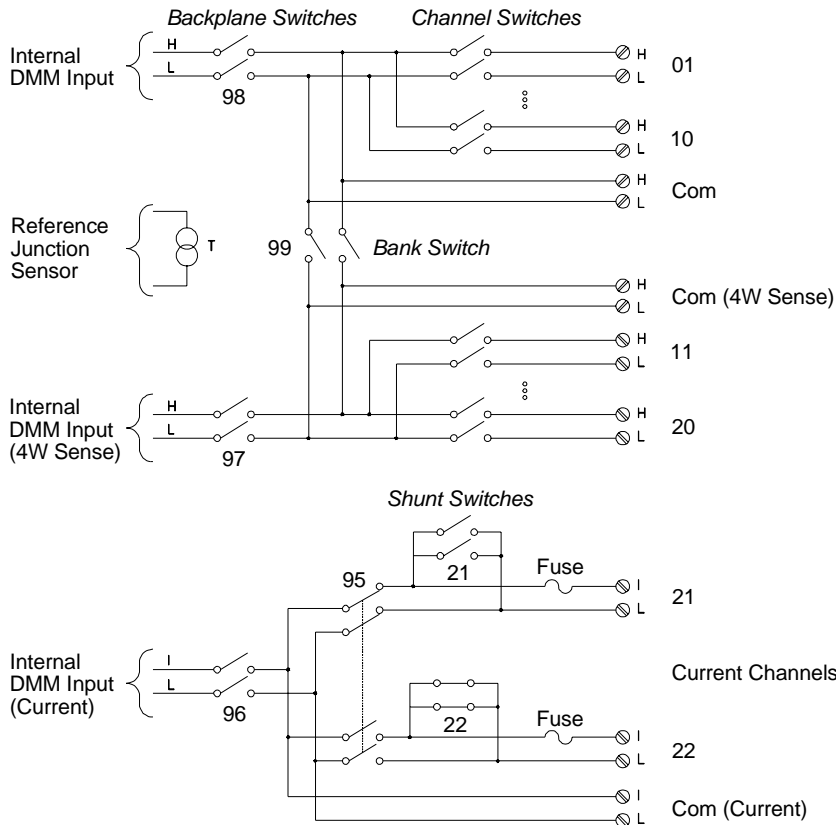 Backplane Switches
Channel Switches
Internal
DMM Input
H
L
98
H
L
01
H
L
10
H
L
Com
Reference
Junction
Sensor
T
99
Bank Switch
H
L
Com (4W Sense)
H
L
11
Internal
DMM Input
(4W Sense)
H
L
97
H
L
20
Shunt Switches
95
21
Fuse
I
L
21
Internal
DMM Input
(Current)
I
L
96
Current Channels
22
Fuse
I
L
22
I
L
Com (Current)